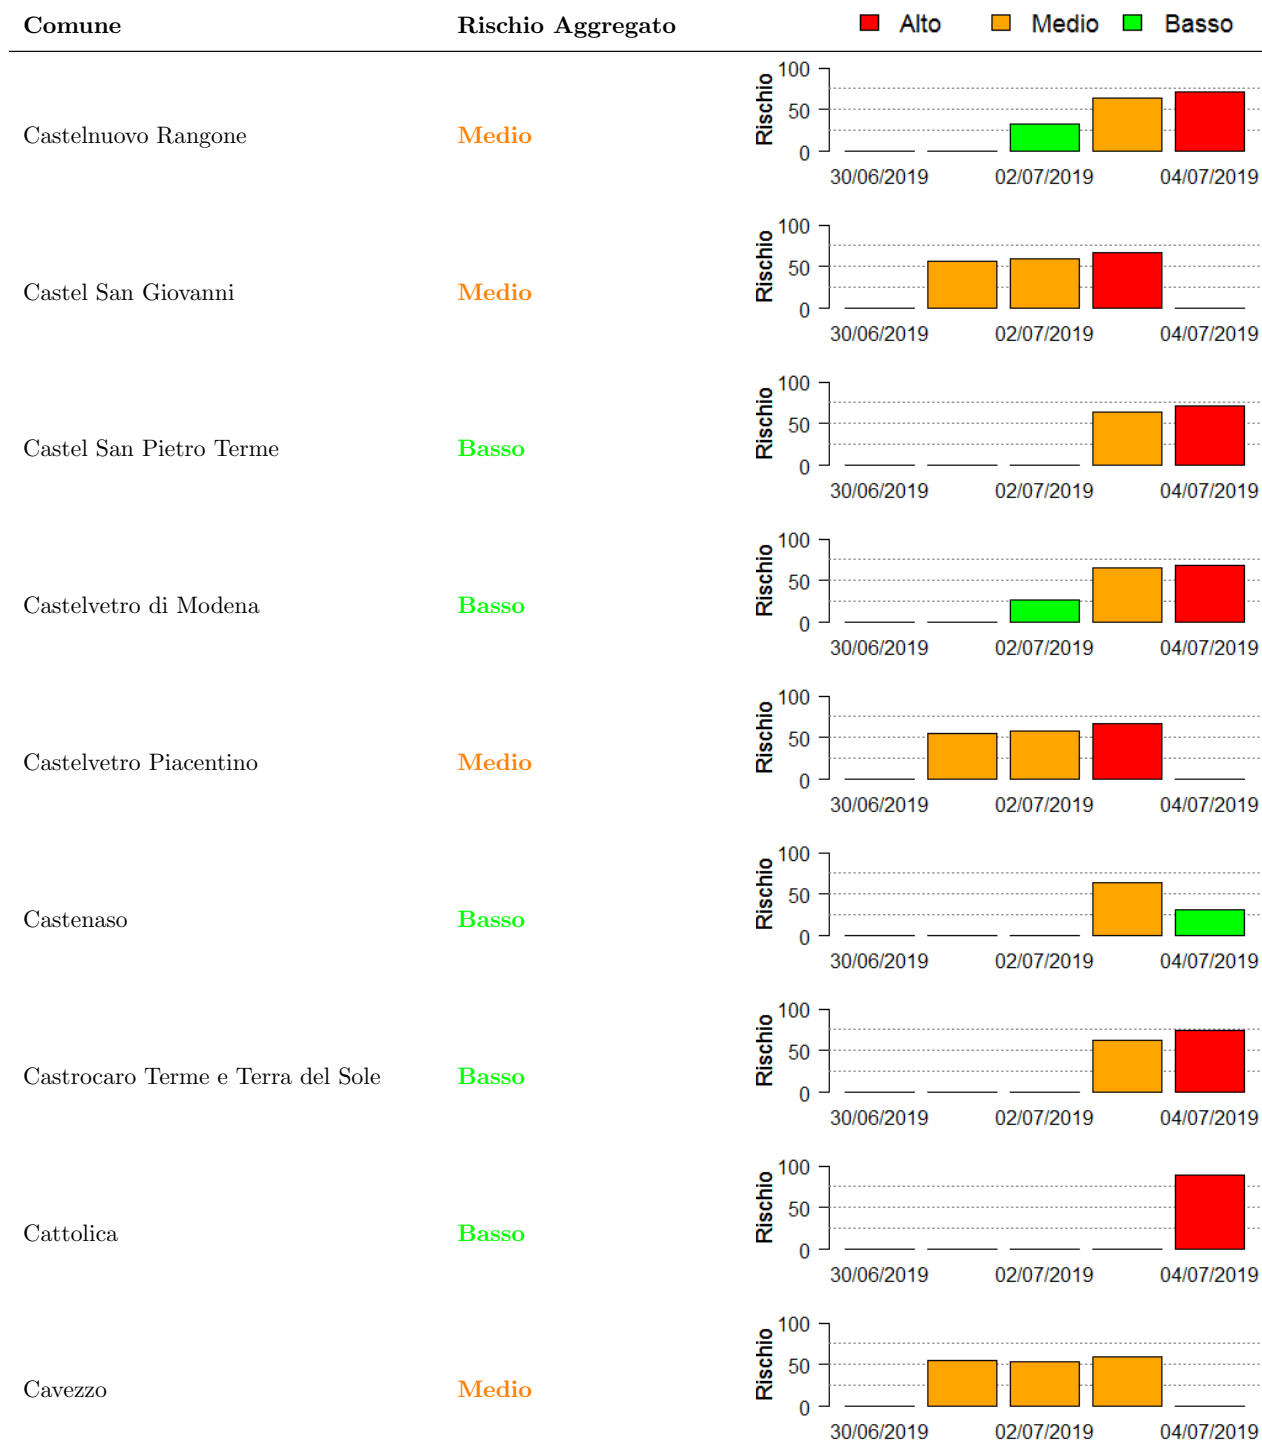 Comune Rischio Aggregato Alto Medio Basso
Castelnuovo Rangone Medio Rischio 100 50 0
30/06/2019 02/07/2019 04/07/2019
Castel San Giovanni Medio Rischio 100 50 0
30/06/2019 02/07/2019 04/07/2019
Castel San Pietro Terme Basso Rischio 100 50 0
30/06/2019 02/07/2019 04/07/2019
Castelvetro di Modena Basso Rischio 100 50 0
30/06/2019 02/07/2019 04/07/2019
Castelvetro Piacentino Medio Rischio 100 50 0
30/06/2019 02/07/2019 04/07/2019
Castenaso Basso Rischio 100 50 0
30/06/2019 02/07/2019 04/07/2019
Castrocaro Terme e Terra del Sole Basso Rischio 100 50 0
30/06/2019 02/07/2019 04/07/2019
Cattolica Basso Rischio 100 50 0
30/06/2019 02/07/2019 04/07/2019
Cavezzo Medio Rischio 100 50 0
30/06/2019 02/07/2019 04/07/2019